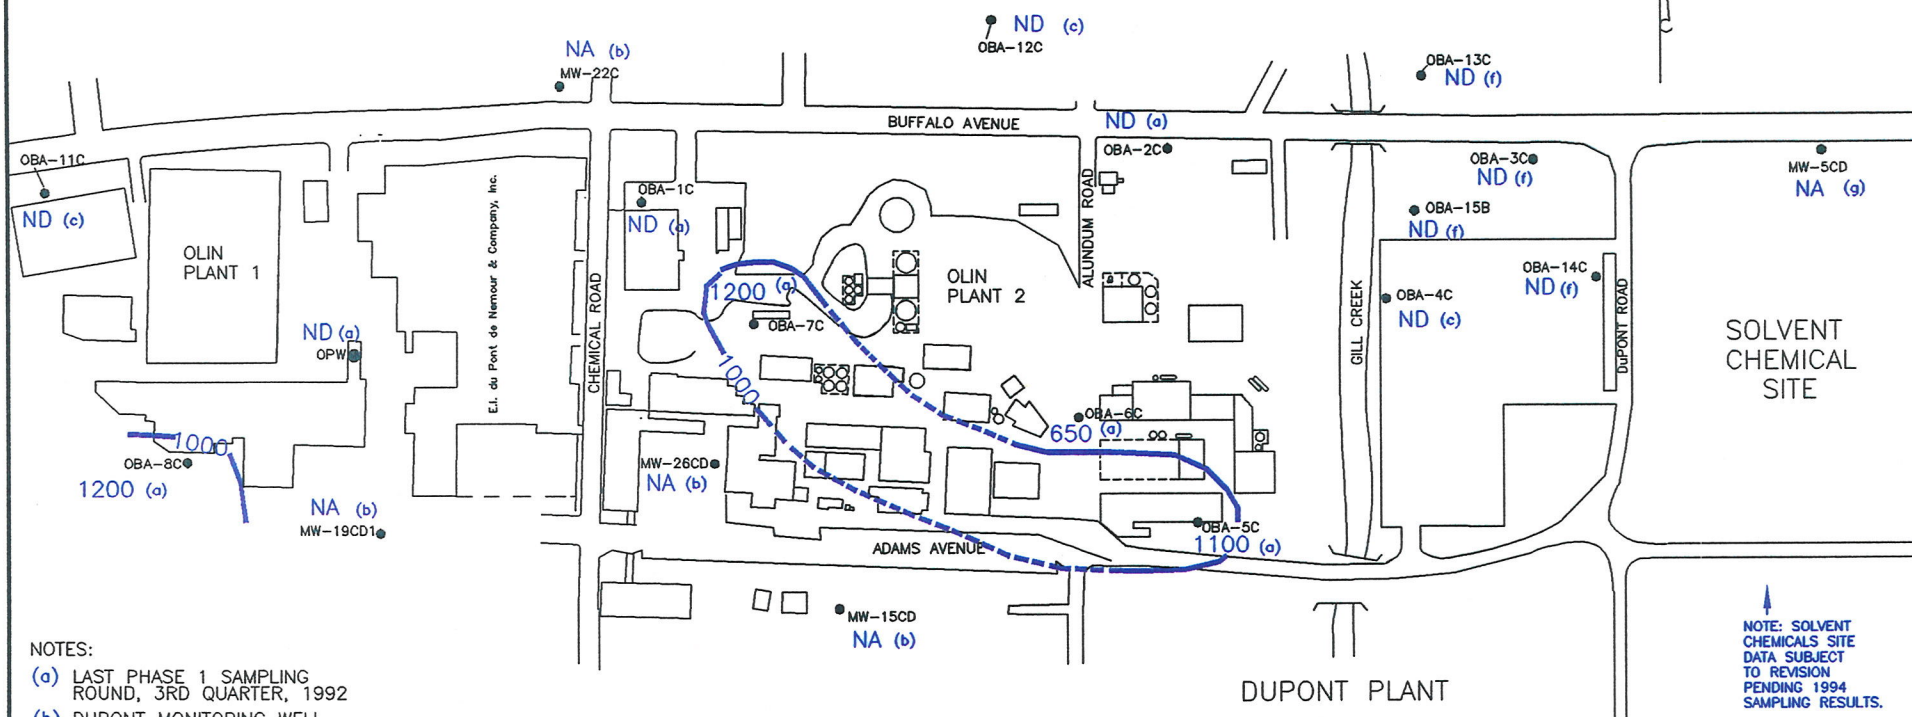 ND (c)
OBA-12C
NA (b)
MW-22C
OBA-13C
ND (f)
BUFFALO AVENUE
ND (a)
OBA-2C
OBA-11C
ND (c)
OBA-3C
ND (f)
MW-5CD
NA (g)
OBA-1C
ND (a)
OBA-15B
ND (f)
OLIN
PLANT 1
E.I. du Pont de Nemour & Company, Inc.
CHEMICAL ROAD
ALUNDUM ROAD
OLIN
PLANT 2
1200 (a)
OBA-7C
1000
GILL CREEK
OBA-14C
ND (f)
OBA-4C
ND (c)
DuPONT ROAD
SOLVENT
CHEMICAL
SITE
ND (a)
OPW
1000
OBA-8C
1200 (a)
OBA-6C
650 (a)
MW-26CD
NA (b)
NA (b)
MW-19CD1
OBA-5C
1100 (a)
ADAMS AVENUE
MW-15CD
NA (b)
DUPONT PLANT
NOTE: SOLVENT
CHEMICALS SITE
DATA SUBJECT
TO REVISION
PENDING 1994
SAMPLING RESULTS.
NOTES:
(a) LAST PHASE 1 SAMPLING
ROUND, 3RD QUARTER, 1992
(b) DUPONT MONITORING WELL